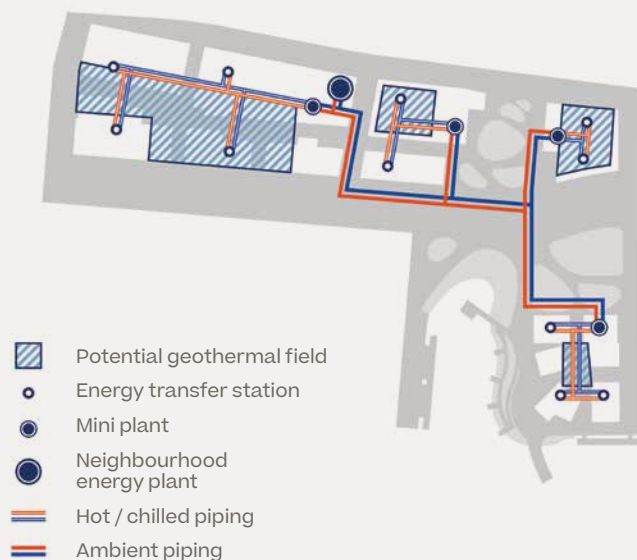 Potential geothermal field
Energy transfer station
Mini plant
Neighbourhood
energy plant
Hot / chilled piping
Ambient piping